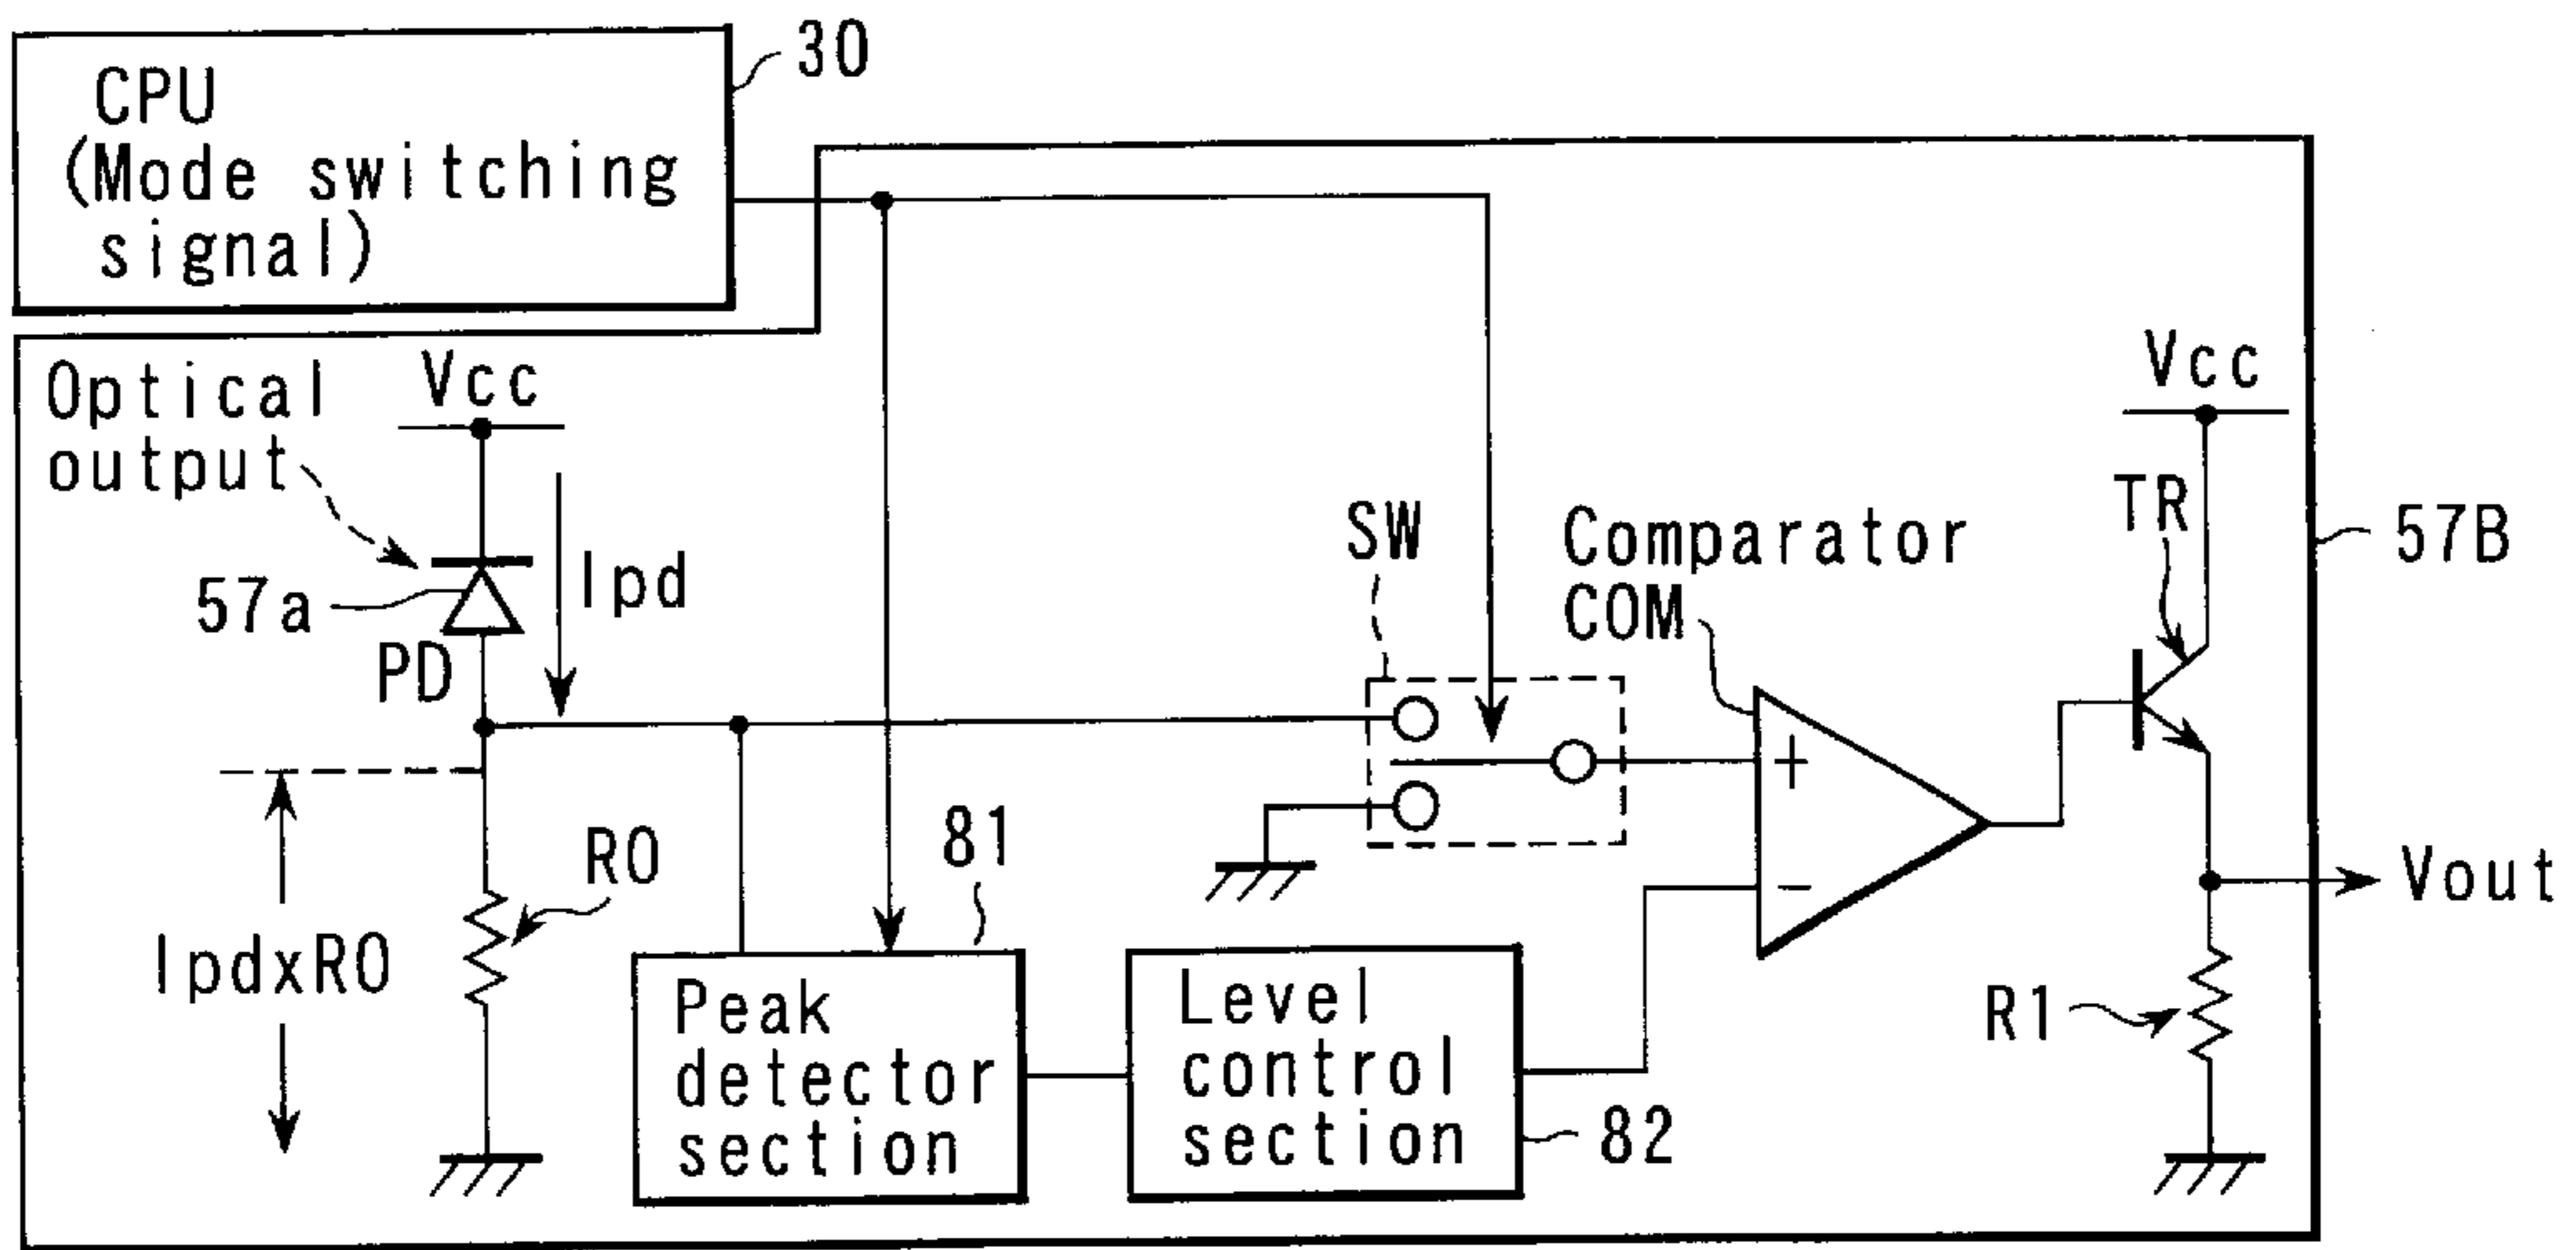 CPU
(Mode switching
signal)
30
Optical
output
Vcc
57a
PD
Ipd
IpdxR0
R0
81
Peak
detector
section
Level
control
section
82
SW
Comparator
COM
+
−
Vcc
TR
57B
Vout
R1